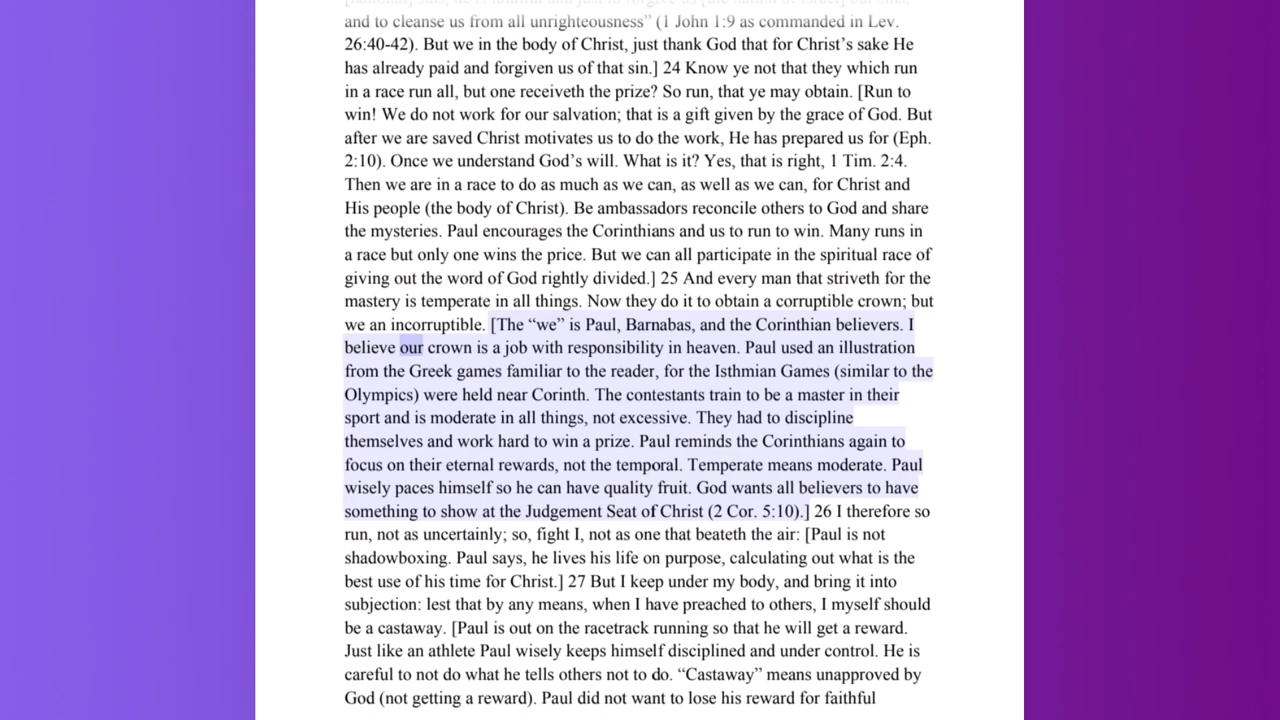 and to cleanse us from all unrighteousness” (1 John 1:9 as commanded in Lev.
26:40-42). But we in the body of Christ, just thank God that for Christ’s sake He
has already paid and forgiven us of that sin.] 24 Know ye not that they which run
in a race run all, but one receiveth the prize? So run, that ye may obtain. [Run to
win! We do not work for our salvation; that is a gift given by the grace of God. But
after we are saved Christ motivates us to do the work, He has prepared us for (Eph.
2:10). Once we understand God’s will. What is it? Yes, that is right, 1 Tim. 2:4.
Then we are in a race to do as much as we can, as well as we can, for Christ and
His people (the body of Christ). Be ambassadors reconcile others to God and share
the mysteries. Paul encourages the Corinthians and us to run to win. Many runs in
a race but only one wins the price. But we can all participate in the spiritual race of
giving out the word of God rightly divided.] 25 And every man that striveth for the
mastery is temperate in all things. Now they do it to obtain a corruptible crown; but
we an incorruptible. [The “we” is Paul, Barnabas, and the Corinthian believers. I
believe our crown is a job with responsibility in heaven. Paul used an illustration
from the Greek games familiar to the reader, for the Isthmian Games (similar to the
Olympics) were held near Corinth. The contestants train to be a master in their
sport and is moderate in all things, not excessive. They had to discipline
themselves and work hard to win a prize. Paul reminds the Corinthians again to
focus on their eternal rewards, not the temporal. Temperate means moderate. Paul
wisely paces himself so he can have quality fruit. God wants all believers to have
something to show at the Judgement Seat of Christ (2 Cor. 5:10).] 26 I therefore so
run, not as uncertainly; so, fight I, not as one that beateth the air: [Paul is not
shadowboxing. Paul says, he lives his life on purpose, calculating out what is the
best use of his time for Christ.] 27 But I keep under my body, and bring it into
subjection: lest that by any means, when I have preached to others, I myself should
be a castaway. [Paul is out on the racetrack running so that he will get a reward.
Just like an athlete Paul wisely keeps himself disciplined and under control. He is
careful to not do what he tells others not to do. “Castaway” means unapproved by
God (not getting a reward). Paul did not want to lose his reward for faithful